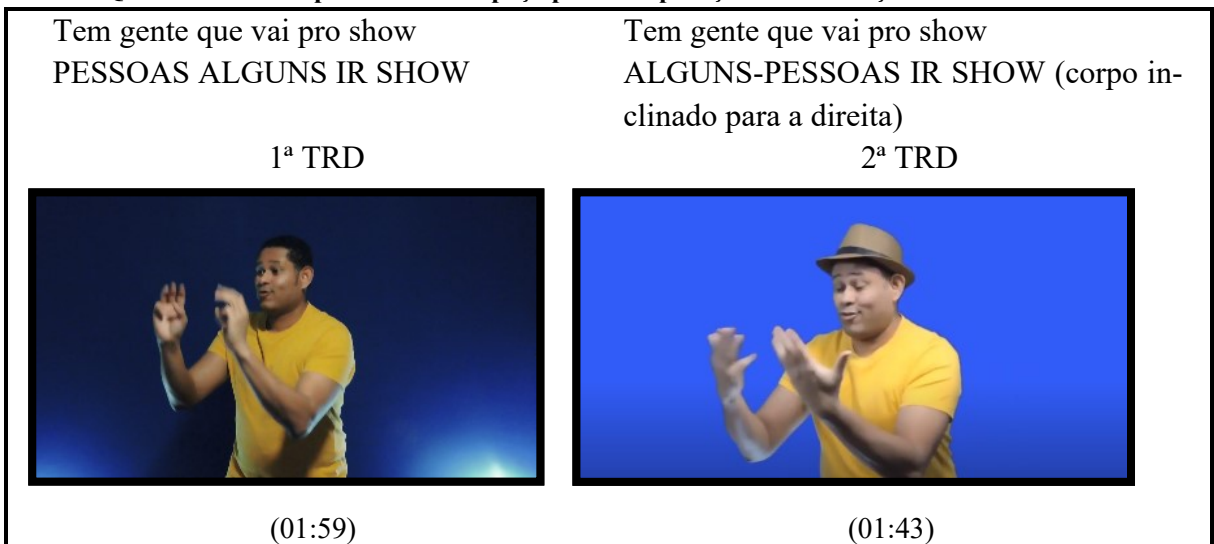 Tem gente que vai pro show
PESSOAS ALGUNS IR SHOW
1ª TRD
(01:59)
Tem gente que vai pro show
ALGUNS-PESSOAS IR SHOW (corpo in-
clinado para a direita)
2ª TRD
(01:43)